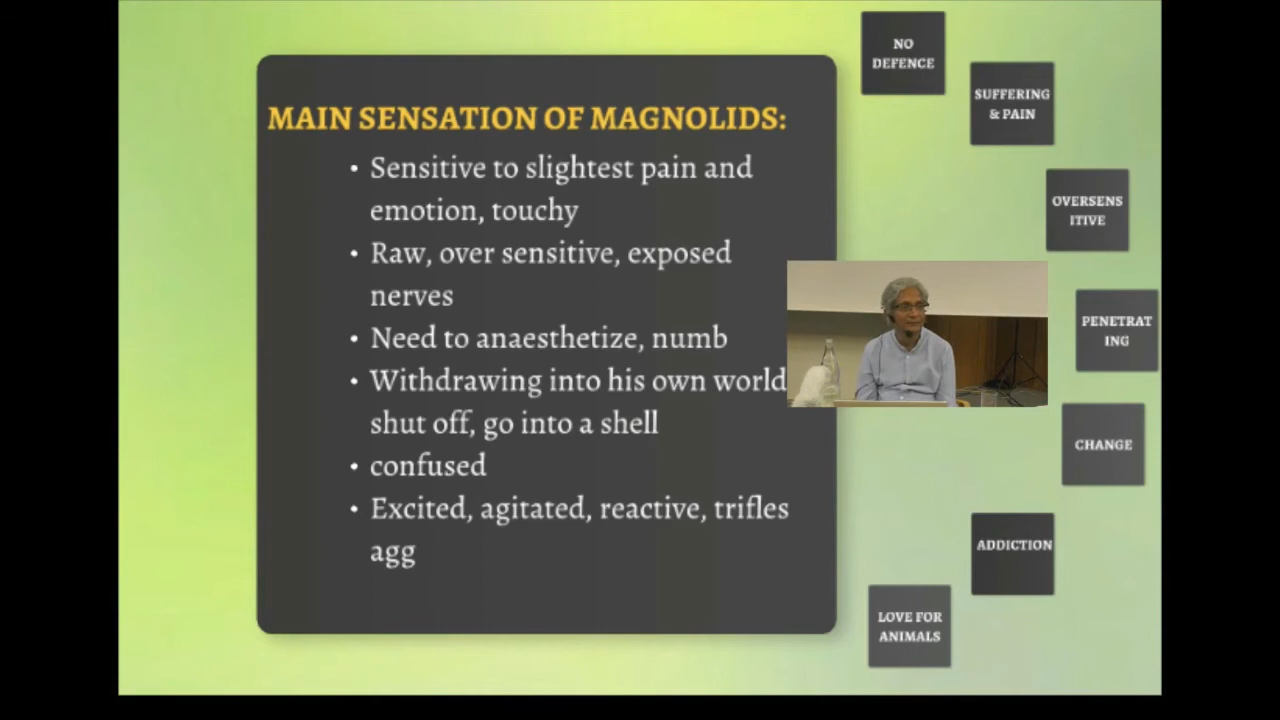 MAIN SENSATION OF MAGNOLIDS:
• Sensitive to slightest pain and
emotion, touchy
• Raw, over sensitive, exposed
nerves
• Need to anaesthetize, numb
• Withdrawing into his own world
shut off, go into a shell
• confused
• Excited, agitated, reactive, trifles
agg
NO
DEFENCE
SUFFERING
& PAIN
OVERSENS
ITIVE
PENETRAT
ING
CHANGE
ADDICTION
LOVE FOR
ANIMALS